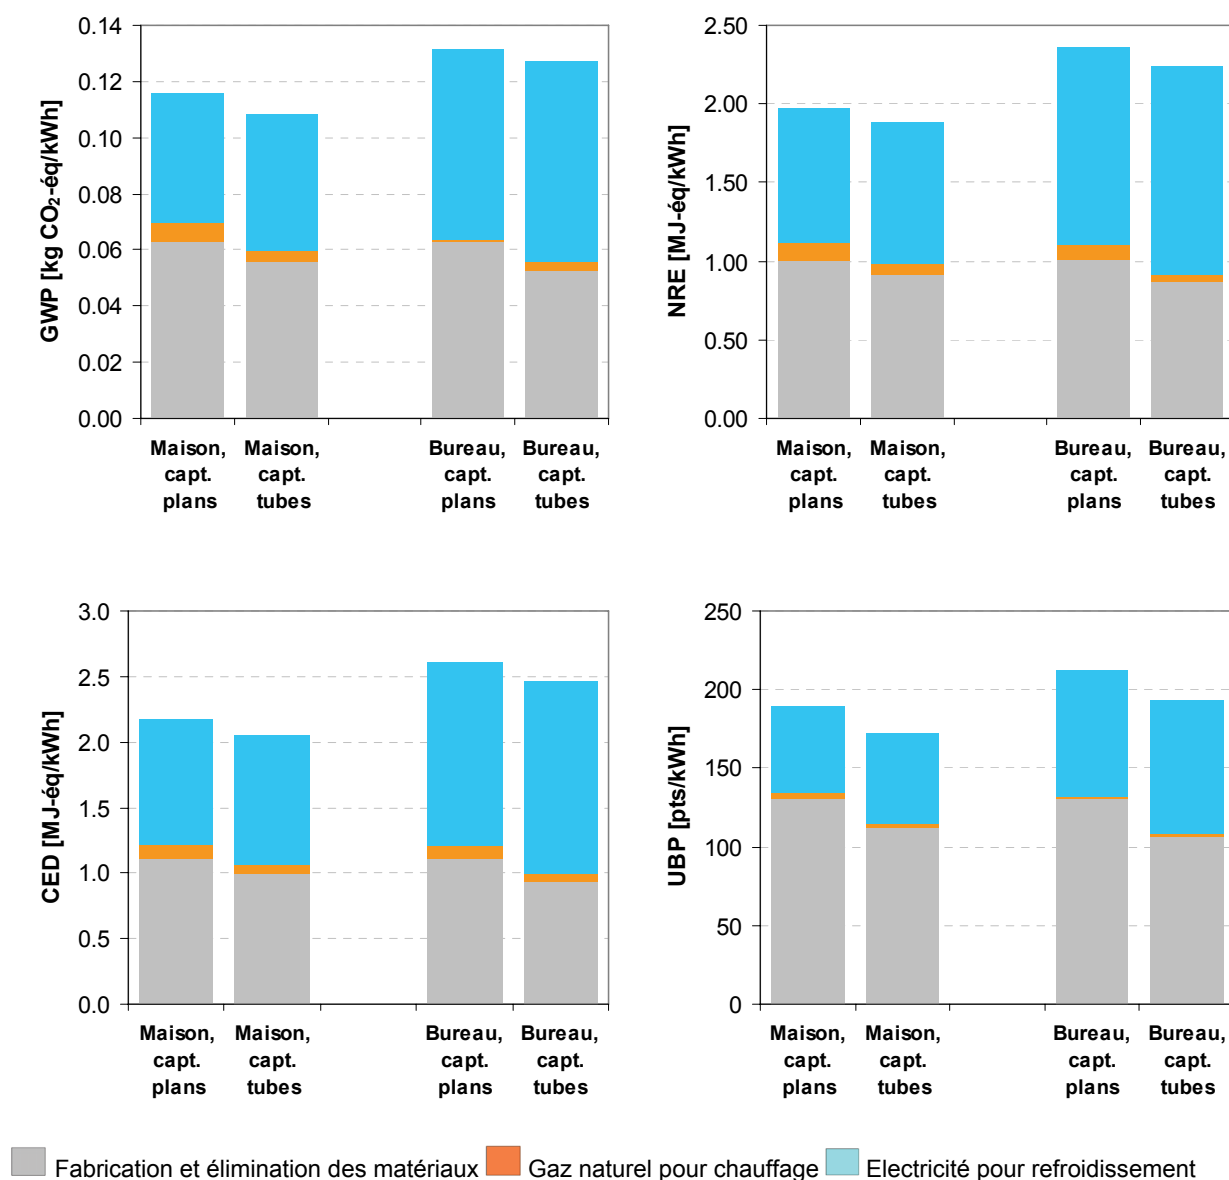 GWP [kg CO₂-éq/kWh]
0.14
0.12
0.10
0.08
0.06
0.04
0.02
0.00
Maison, capt. plans
Maison, capt. tubes
Bureau, capt. plans
Bureau, capt. tubes
NRE [MJ-éq/kWh]
2.50
2.00
1.50
1.00
0.50
0.00
Maison, capt. plans
Maison, capt. tubes
Bureau, capt. plans
Bureau, capt. tubes
CED [MJ-éq/kWh]
3.0
2.5
2.0
1.5
1.0
0.5
0.0
Maison, capt. plans
Maison, capt. tubes
Bureau, capt. plans
Bureau, capt. tubes
UBP [pts/kWh]
250
200
150
100
50
0
Maison, capt. plans
Maison, capt. tubes
Bureau, capt. plans
Bureau, capt. tubes
Fabrication et élimination des matériaux
Gaz naturel pour chauffage
Electricité pour refroidissement